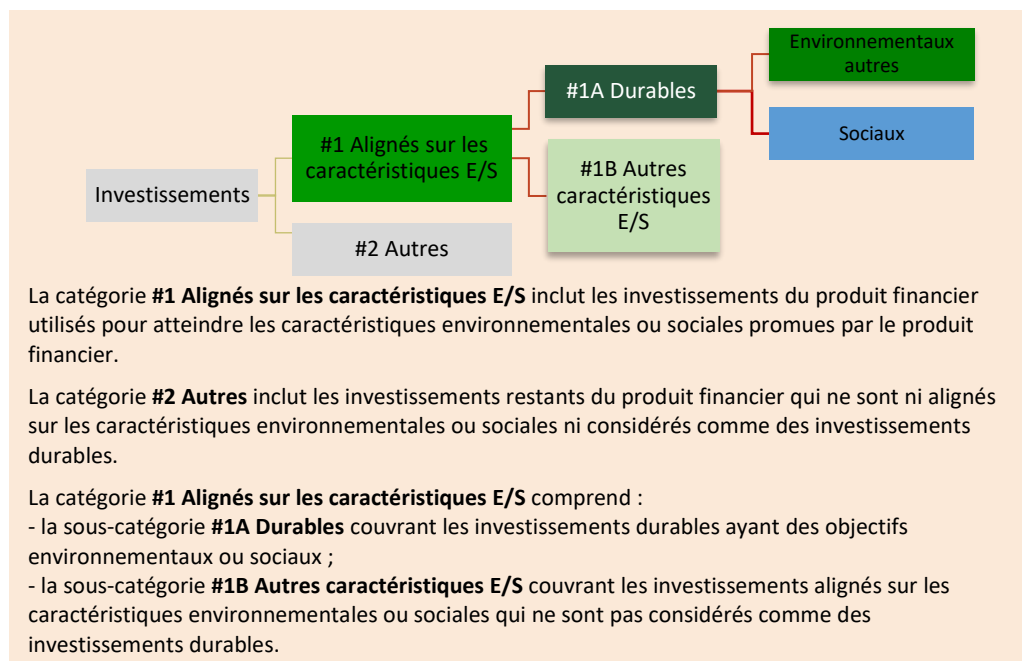 Environnementaux
autres
#1A Durables
Sociaux
#1 Alignés sur les
caractéristiques E/S
#1B Autres
caractéristiques
E/S
Investissements
#2 Autres
La catégorie #1 Alignés sur les caractéristiques E/S inclut les investissements du produit financier
utilisés pour atteindre les caractéristiques environnementales ou sociales promues par le produit
financier.
La catégorie #2 Autres inclut les investissements restants du produit financier qui ne sont ni alignés
sur les caractéristiques environnementales ou sociales ni considérés comme des investissements
durables.
La catégorie #1 Alignés sur les caractéristiques E/S comprend :
- la sous-catégorie #1A Durables couvrant les investissements durables ayant des objectifs
environnementaux ou sociaux ;
- la sous-catégorie #1B Autres caractéristiques E/S couvrant les investissements alignés sur les
caractéristiques environnementales ou sociales qui ne sont pas considérés comme des
investissements durables.